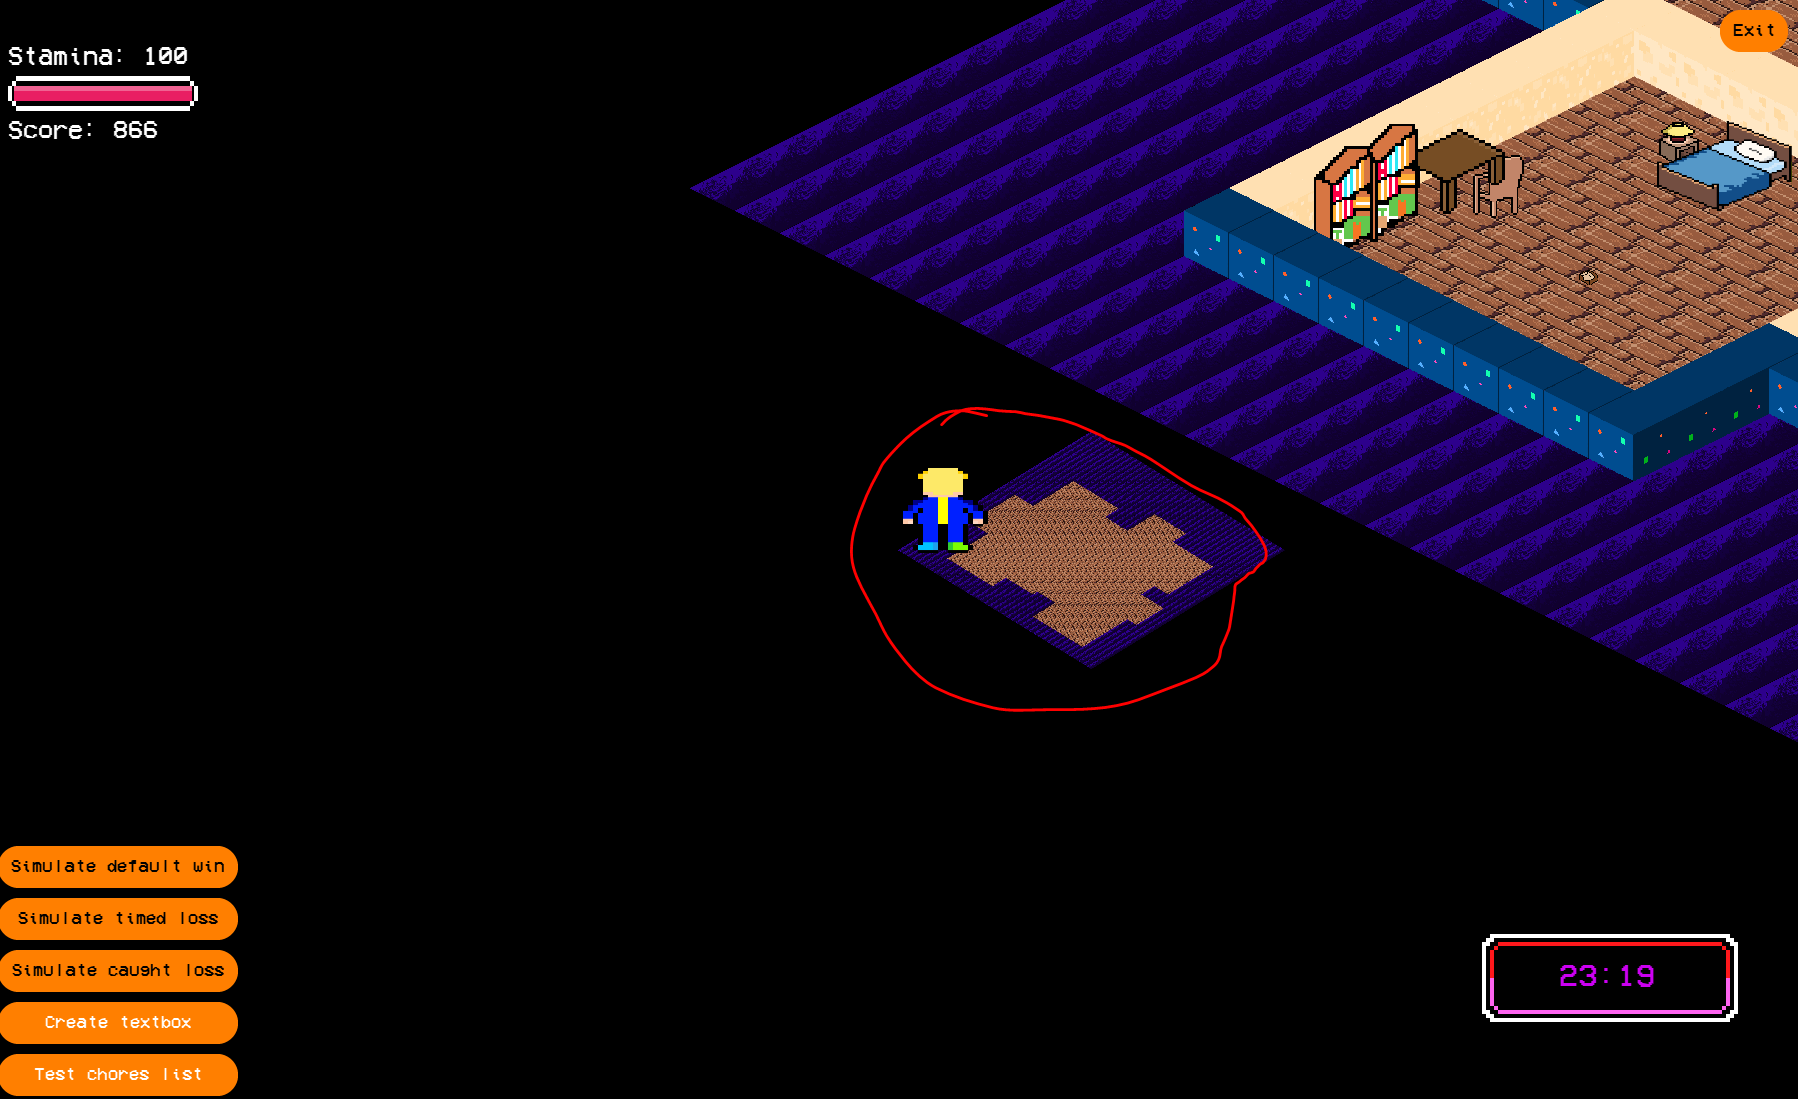 Exit
Stamina: 100
Score: 866
Simulate default win
Simulate timed loss
Simulate caught loss
Create textbox
Test chores list
23:19